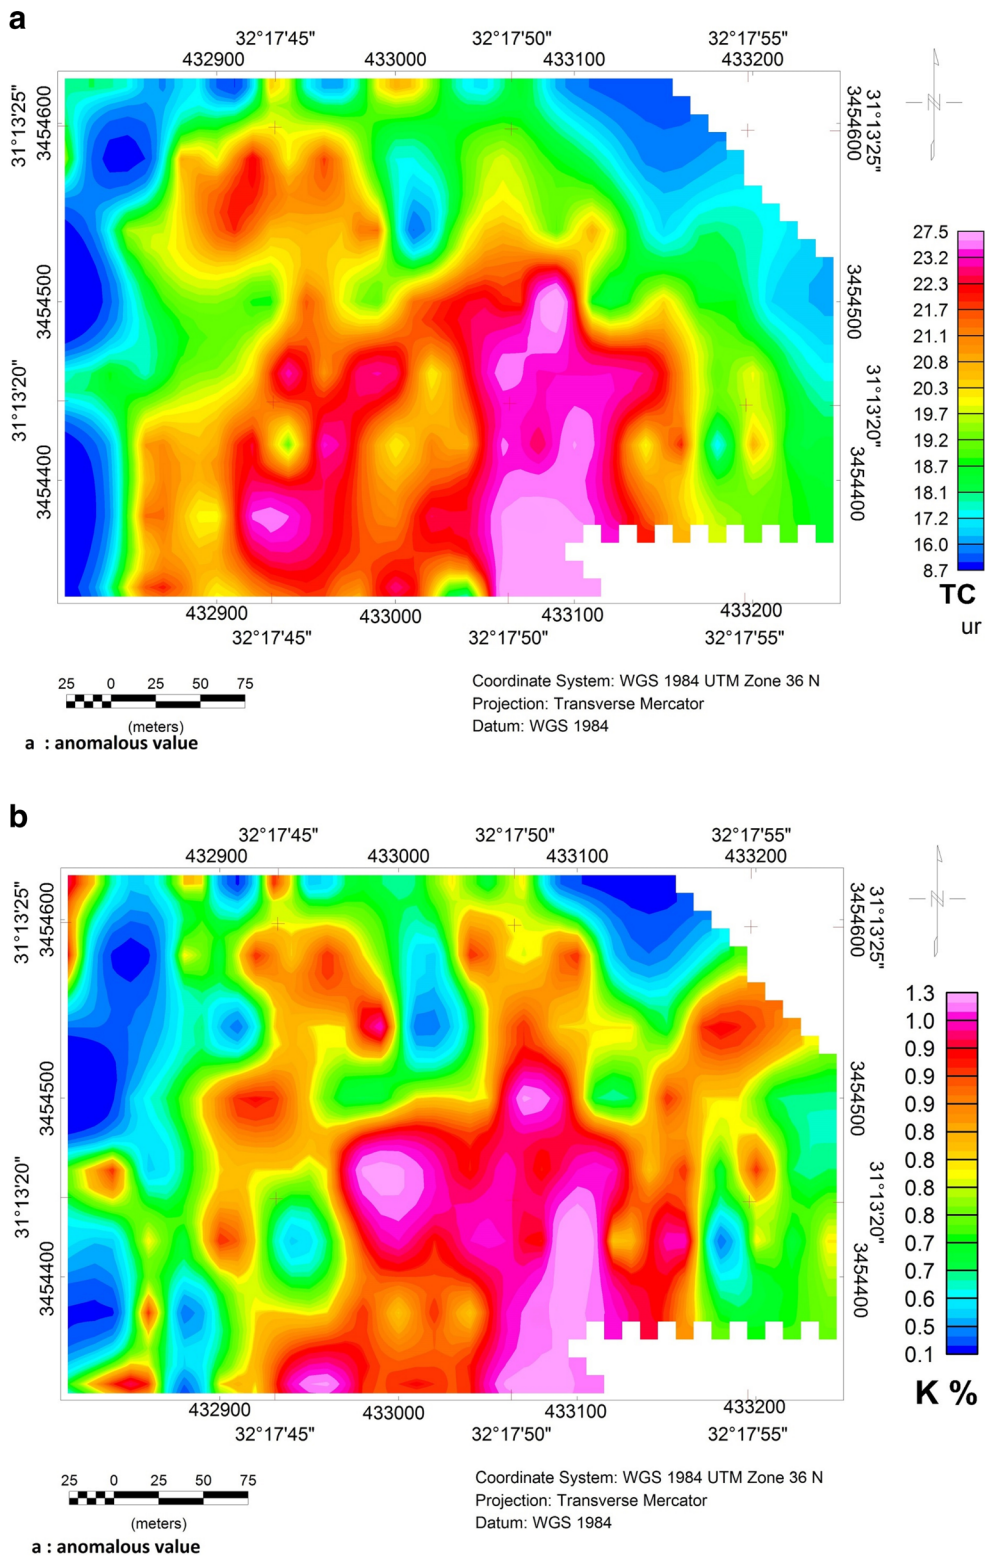 a
32°17'45" 32°17'50" 32°17'55"
432900 433000 433100 433200
31°13'25"
3454600
3454500
31°13'20"
3454400
3454600
31°13'25"
3454500
31°13'20"
3454400
N
27.5
23.2
22.3
21.7
21.1
20.8
20.3
19.7
19.2
18.7
18.1
17.2
16.0
8.7
TC
ur
432900 433000 433100 433200
32°17'45" 32°17'50" 32°17'55"
25 0 25 50 75
(meters)
a : anomalous value
Coordinate System: WGS 1984 UTM Zone 36 N
Projection: Transverse Mercator
Datum: WGS 1984
b
32°17'45" 32°17'50" 32°17'55"
432900 433000 433100 433200
31°13'25"
3454600
3454500
31°13'20"
3454400
3454600
31°13'25"
3454500
31°13'20"
3454400
N
1.3
1.0
0.9
0.9
0.9
0.8
0.8
0.8
0.8
0.7
0.7
0.6
0.5
0.1
K %
432900 433000 433100 433200
32°17'45" 32°17'50" 32°17'55"
25 0 25 50 75
(meters)
a : anomalous value
Coordinate System: WGS 1984 UTM Zone 36 N
Projection: Transverse Mercator
Datum: WGS 1984